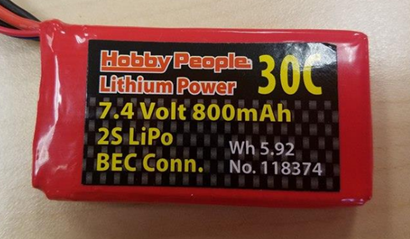 Hobby People
Lithium Power
30C
7.4 Volt 800mAh
2S LiPo
BEC Conn.
Wh 5.92
No. 118374